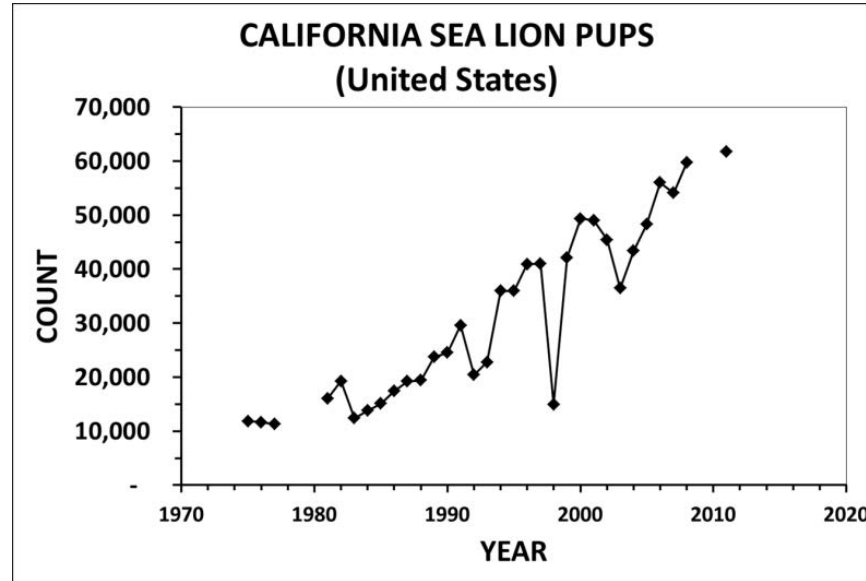 CALIFORNIA SEA LION PUPS
(United States)
70,000
60,000
50,000
40,000
30,000
20,000
10,000
-
COUNT
1970 1980 1990 2000 2010 2020
YEAR